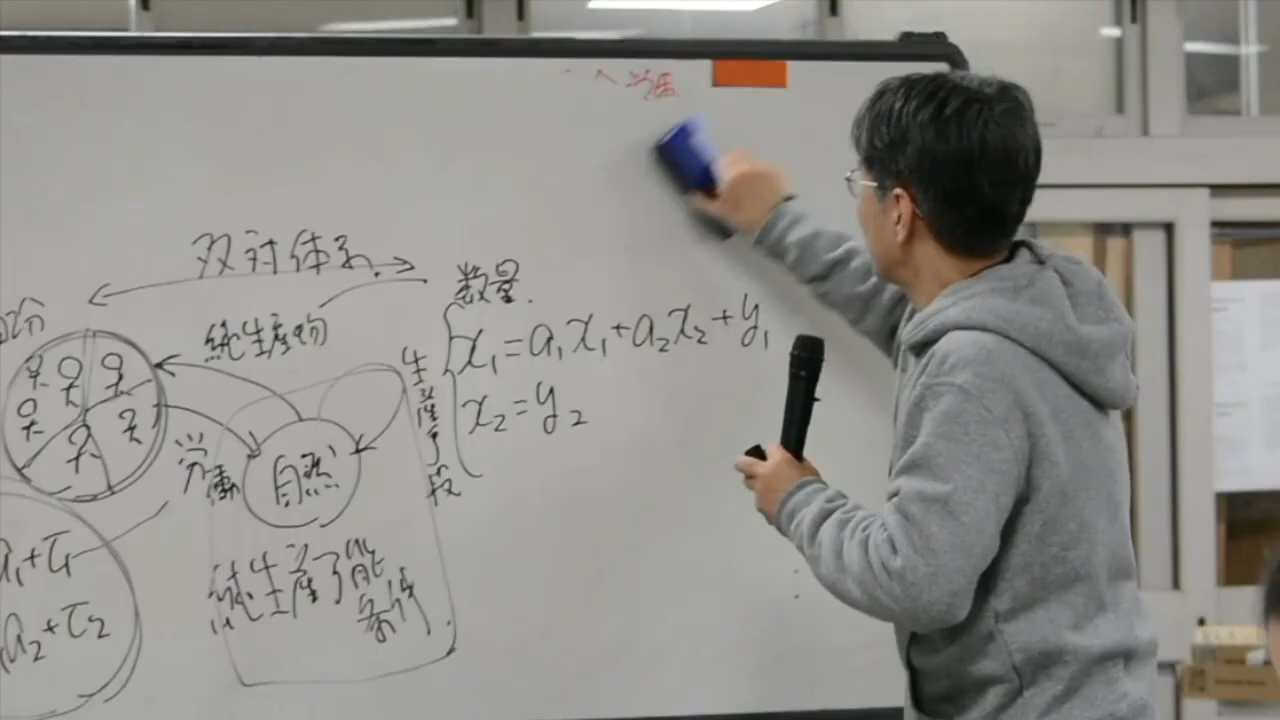 双対体系
数量
純生産物
x₁=a₁x₁+a₂x₂+y₁
x₂=y₂
生産手段
労働
自然
純生産可能
条件
a₁+τ₁
a₂+τ₂